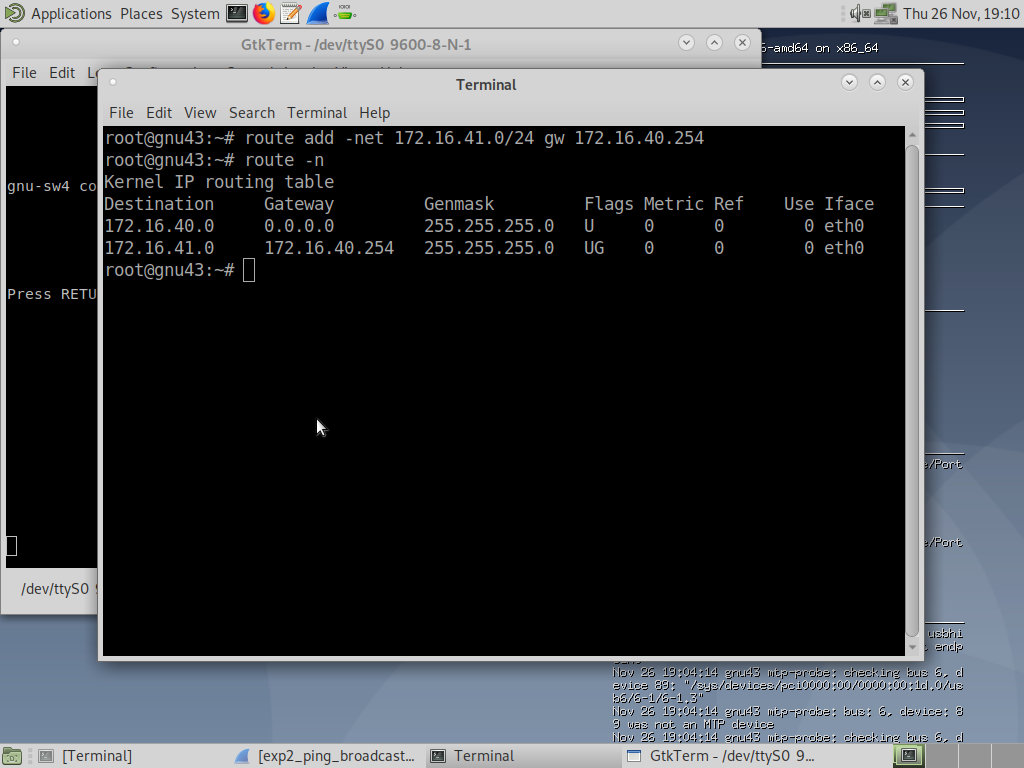 Applications Places System
Thu 26 Nov, 19:10
GtkTerm - /dev/ttyS0 9600-8-N-1
6-amd64 on x86_64
File Edit
Terminal
File Edit View Search Terminal Help
root@gnu43:~# route add -net 172.16.41.0/24 gw 172.16.40.254
root@gnu43:~# route -n
Kernel IP routing table
Destination Gateway Genmask Flags Metric Ref Use Iface
172.16.40.0 0.0.0.0 255.255.255.0 U 0 0 0 eth0
172.16.41.0 172.16.40.254 255.255.255.0 UG 0 0 0 eth0
root@gnu43:~#
gnu-sw4 co
Press RETU
/dev/ttyS0 9
e/Port
e/Port
usbhi
endp
Nov 26 19:04:14 gnu43 mtp-probe: checking bus 6, d
evice 89: "/sys/devices/pci0000:00/0000:00:1d.0/us
b6/6-1/6-1.3"
Nov 26 19:04:14 gnu43 mtp-probe: bus: 6, device: 8
9 was not an MTP device
Nov 26 19:04:14 gnu43 mtp-probe: checking bus 6, d
[Terminal]
[exp2_ping_broadcast...
Terminal
GtkTerm - /dev/ttyS0 9...